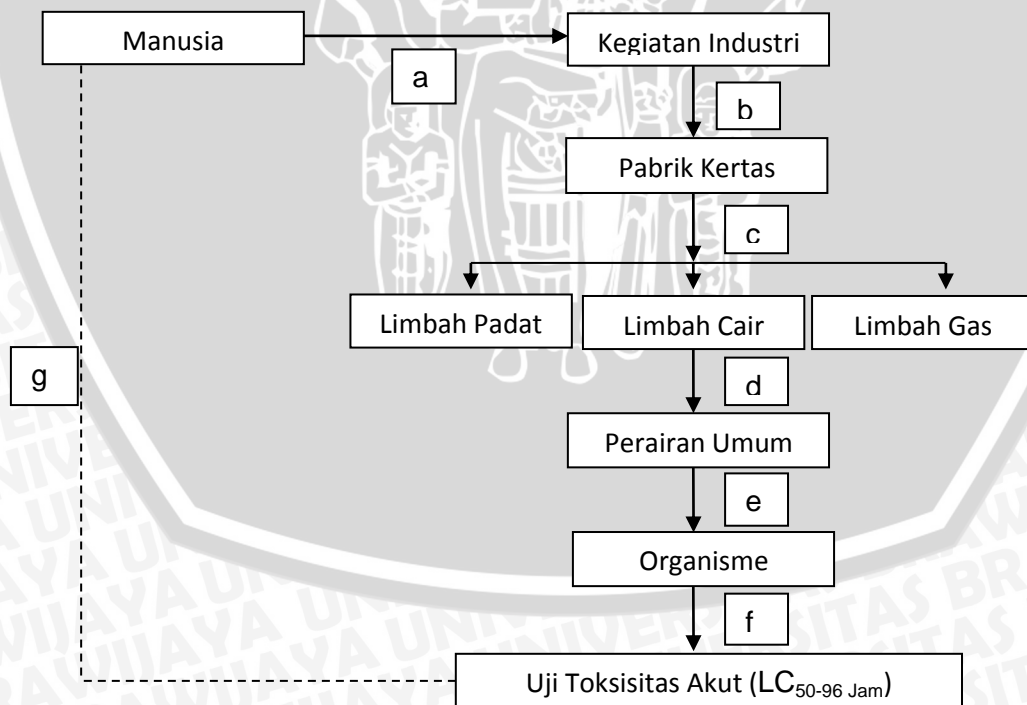 Manusia
Kegiatan Industri
a
b
Pabrik Kertas
c
Limbah Padat
Limbah Cair
Limbah Gas
g
d
Perairan Umum
e
Organisme
f
Uji Toksisitas Akut (LC50-96 Jam)